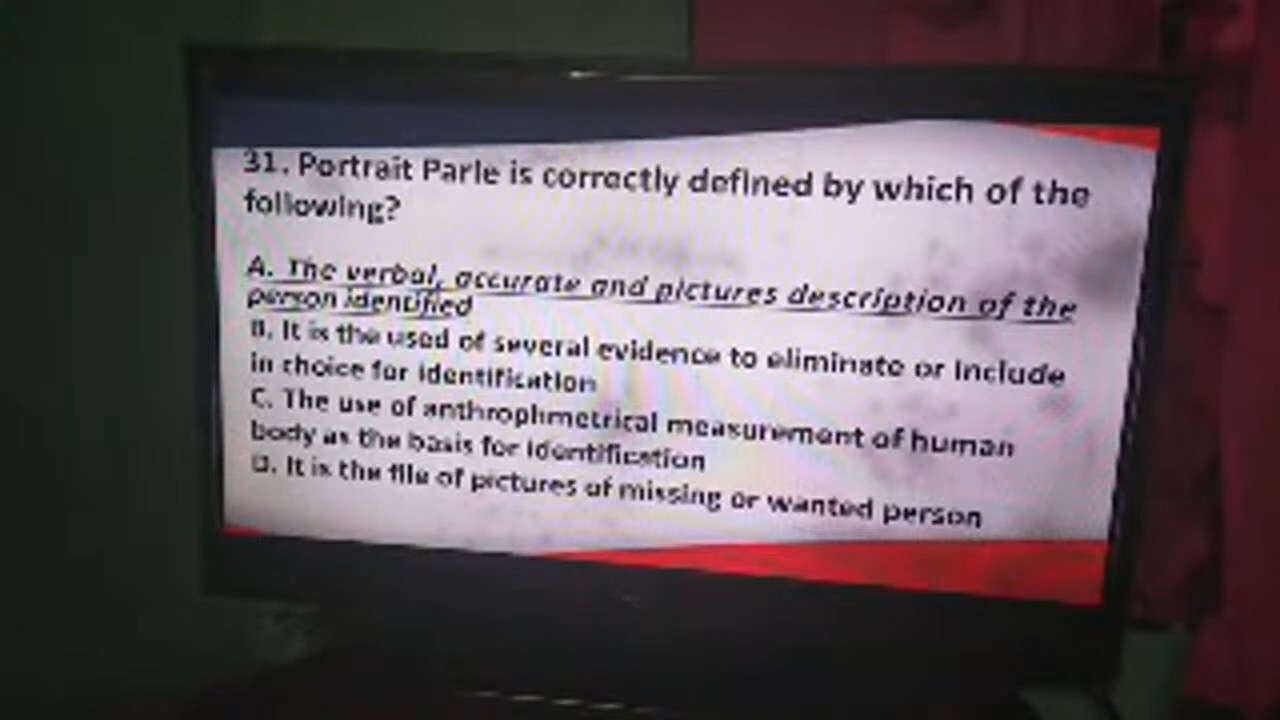 31. Portrait Parle is correctly defined by which of the
following?
A. The verbal, accurate and pictures description of the
person identified
B. It is the used of several evidence to eliminate or include
in choice for identification
C. The use of anthrophmetrical measurement of human
body as the basis for identification
D. It is the file of pictures of missing or wanted person